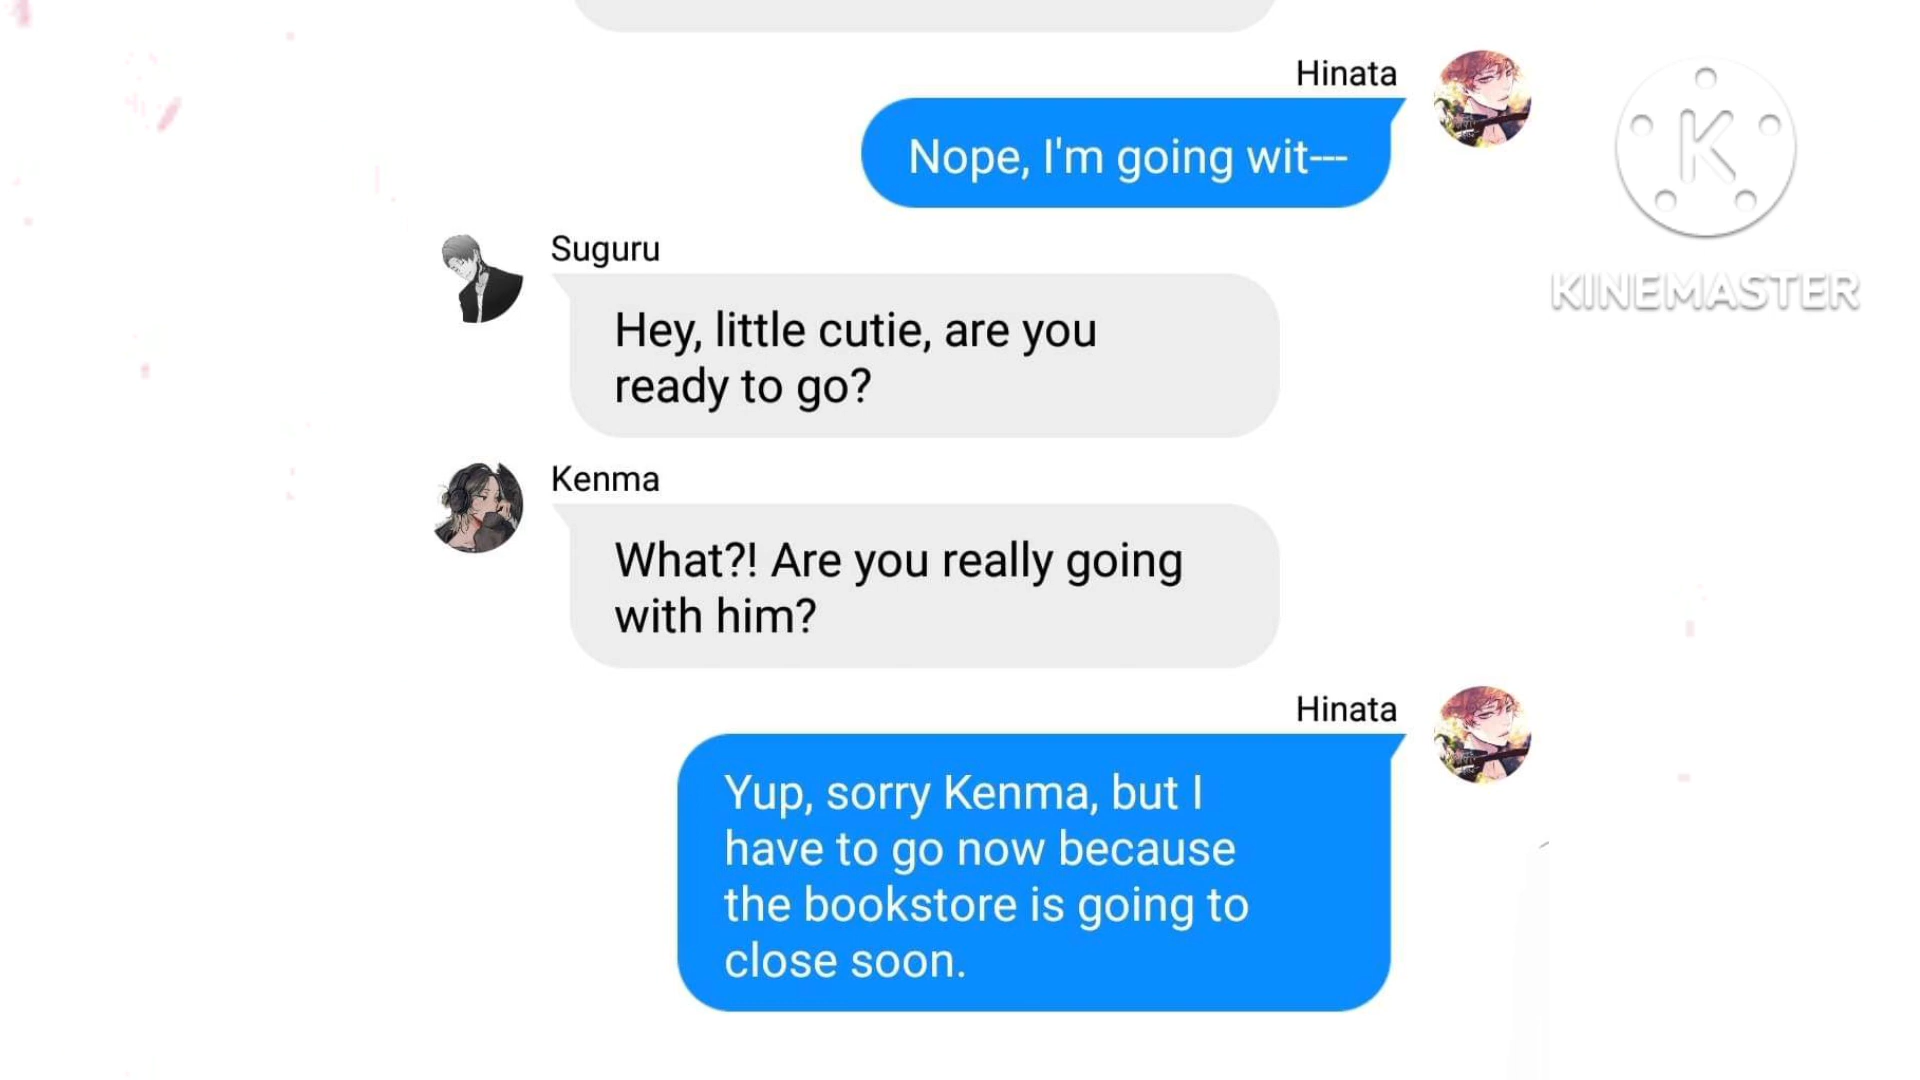 Hinata
Nope, I'm going wit---
K
KINEMASTER
Suguru
Hey, little cutie, are you
ready to go?
Kenma
What?! Are you really going
with him?
Hinata
Yup, sorry Kenma, but I
have to go now because
the bookstore is going to
close soon.